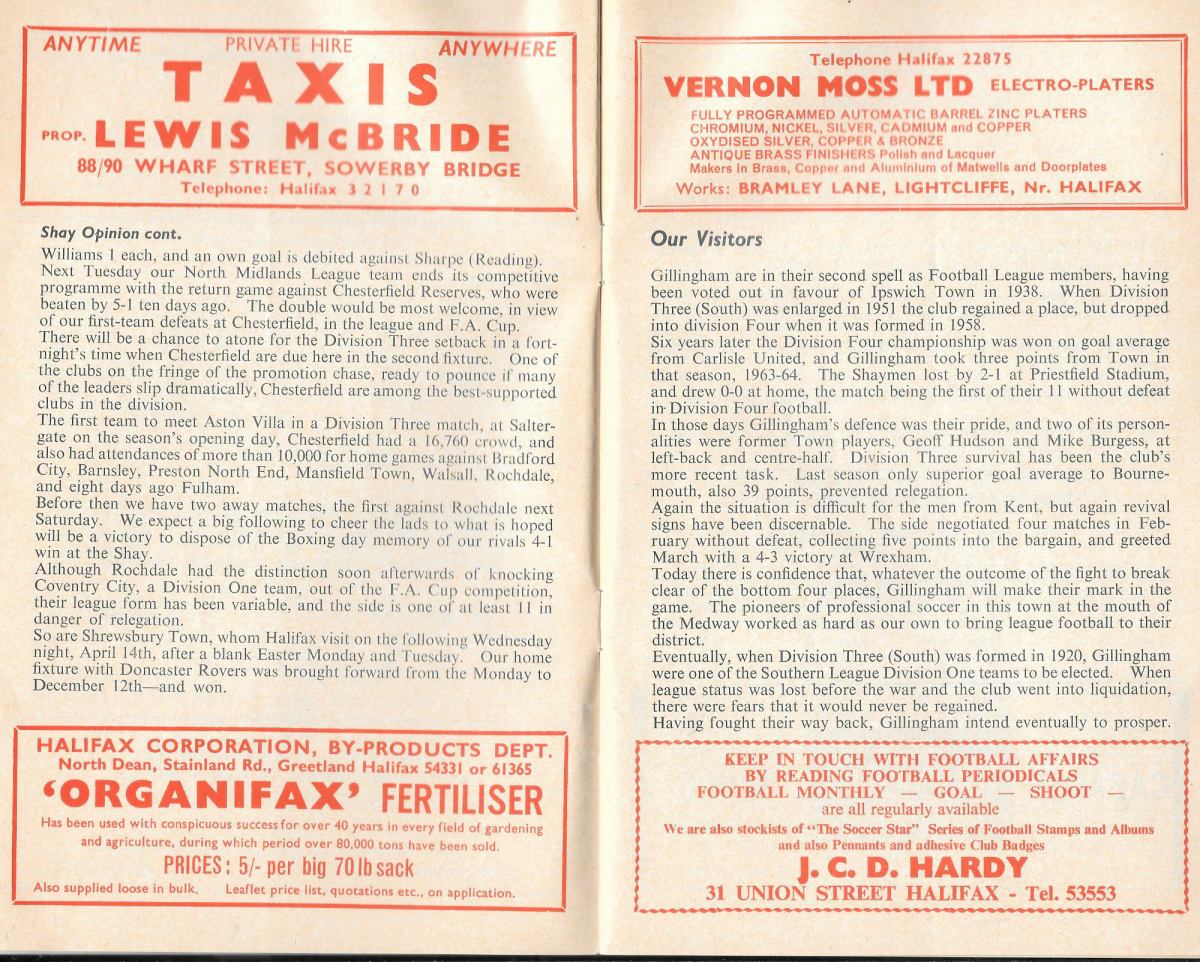 ANYTIME PRIVATE HIRE ANYWHERE
TAXIS
PROP. LEWIS McBRIDE
88/90 WHARF STREET, SOWERBY BRIDGE
Telephone: Halifax 32170
Shay Opinion cont.
Williams 1 each, and an own goal is debited against Sharpe (Reading).
Next Tuesday our North Midlands League team ends its competitive
programme with the return game against Chesterfield Reserves, who were
beaten by 5-1 ten days ago. The double would be most welcome, in view
of our first-team defeats at Chesterfield, in the league and F.A. Cup.
There will be a chance to atone for the Division Three setback in a fort-
night's time when Chesterfield are due here in the second fixture. One of
the clubs on the fringe of the promotion chase, ready to pounce if many
of the leaders slip dramatically, Chesterfield are among the best-supported
clubs in the division.
The first team to meet Aston Villa in a Division Three match, at Salter-
gate on the season's opening day, Chesterfield had a 16,760 crowd, and
also had attendances of more than 10,000 for home games against Bradford
City, Barnsley, Preston North End, Mansfield Town, Walsall, Rochdale,
and eight days ago Fulham.
Before then we have two away matches, the first against Rochdale next
Saturday. We expect a big following to cheer the lads to what is hoped
will be a victory to dispose of the Boxing day memory of our rivals 4-1
win at the Shay.
Although Rochdale had the distinction soon afterwards of knocking
Coventry City, a Division One team, out of the F.A. Cup competition,
their league form has been variable, and the side is one of at least 11 in
danger of relegation.
So are Shrewsbury Town, whom Halifax visit on the following Wednesday
night, April 14th, after a blank Easter Monday and Tuesday. Our home
fixture with Doncaster Rovers was brought forward from the Monday to
December 12th—and won.
HALIFAX CORPORATION, BY-PRODUCTS DEPT.
North Dean, Stainland Rd., Greetland Halifax 54331 or 61365
'ORGANIFAX' FERTILISER
Has been used with conspicuous success for over 40 years in every field of gardening
and agriculture, during which period over 80,000 tons have been sold.
PRICES: 5/- per big 70 lb sack
Also supplied loose in bulk. Leaflet price list, quotations etc., on application.
Telephone Halifax 22875
VERNON MOSS LTD ELECTRO-PLATERS
FULLY PROGRAMMED AUTOMATIC BARREL ZINC PLATERS
CHROMIUM, NICKEL, SILVER, CADMIUM and COPPER
OXYDISED SILVER, COPPER & BRONZE
ANTIQUE BRASS FINISHERS Polish and Lacquer
Makers in Brass, Copper and Aluminium of Matwells and Doorplates
Works: BRAMLEY LANE, LIGHTCLIFFE, Nr. HALIFAX
Our Visitors
Gillingham are in their second spell as Football League members, having
been voted out in favour of Ipswich Town in 1938. When Division
Three (South) was enlarged in 1951 the club regained a place, but dropped
into division Four when it was formed in 1958.
Six years later the Division Four championship was won on goal average
from Carlisle United, and Gillingham took three points from Town in
that season, 1963-64. The Shaymen lost by 2-1 at Priestfield Stadium,
and drew 0-0 at home, the match being the first of their 11 without defeat
in Division Four football.
In those days Gillingham's defence was their pride, and two of its person-
alities were former Town players, Geoff Hudson and Mike Burgess, at
left-back and centre-half. Division Three survival has been the club's
more recent task. Last season only superior goal average to Bourne-
mouth, also 39 points, prevented relegation.
Again the situation is difficult for the men from Kent, but again revival
signs have been discernable. The side negotiated four matches in Feb-
ruary without defeat, collecting five points into the bargain, and greeted
March with a 4-3 victory at Wrexham.
Today there is confidence that, whatever the outcome of the fight to break
clear of the bottom four places, Gillingham will make their mark in the
game. The pioneers of professional soccer in this town at the mouth of
the Medway worked as hard as our own to bring league football to their
district.
Eventually, when Division Three (South) was formed in 1920, Gillingham
were one of the Southern League Division One teams to be elected. When
league status was lost before the war and the club went into liquidation,
there were fears that it would never be regained.
Having fought their way back, Gillingham intend eventually to prosper.
KEEP IN TOUCH WITH FOOTBALL AFFAIRS
BY READING FOOTBALL PERIODICALS
FOOTBALL MONTHLY — GOAL — SHOOT —
are all regularly available
We are also stockists of "The Soccer Star" Series of Football Stamps and Albums
and also Pennants and adhesive Club Badges
J. C. D. HARDY
31 UNION STREET HALIFAX - Tel. 53553